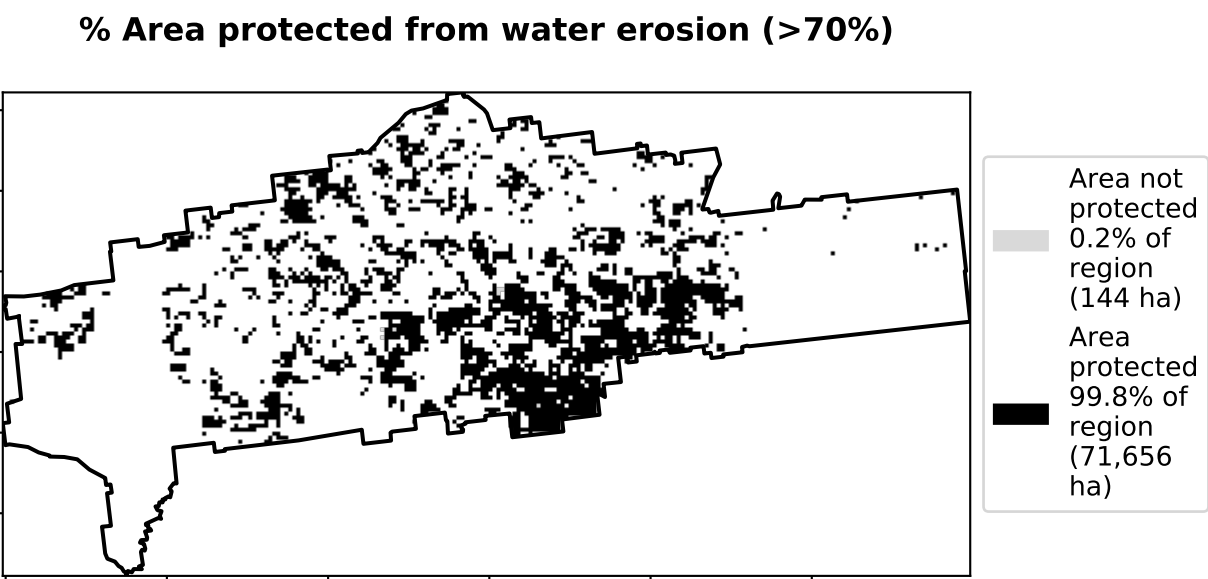 % Area protected from water erosion (>70%)
Area not
protected
0.2% of
region
(144 ha)
Area
protected
99.8% of
region
(71,656
ha)